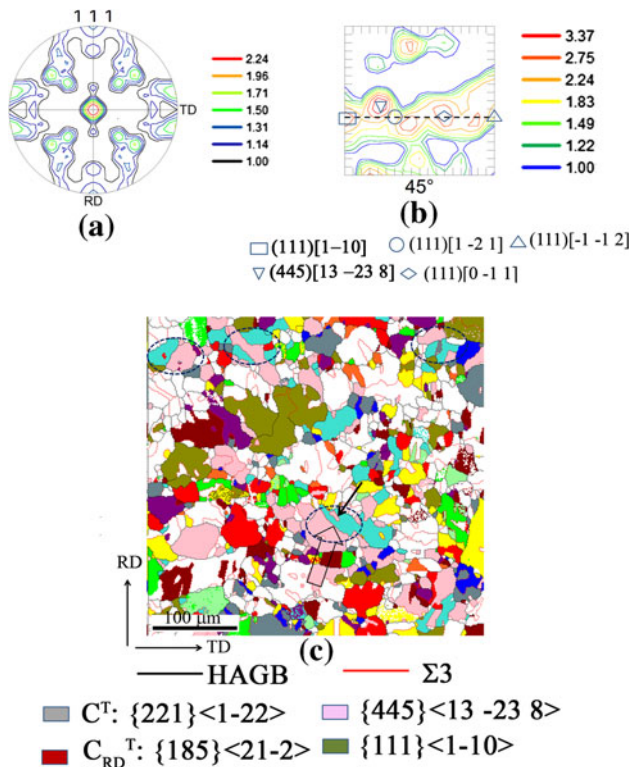 1 1 1
2.24
1.96
1.71
1.50
1.31
1.14
1.00
TD
RD
(a)
3.37
2.75
2.24
1.83
1.49
1.22
1.00
45°
(b)
(111)[1–10] (111)[1 -2 1] (111)[-1 -1 2]
(445)[13 –23 8] (111)[0 -1 1]
RD
100 μm
TD
(c)
HAGB Σ3
Cᵀ: {221}<1-22> {445}<13 -23 8>
C_RDᵀ: {185}<21-2> {111}<1-10>